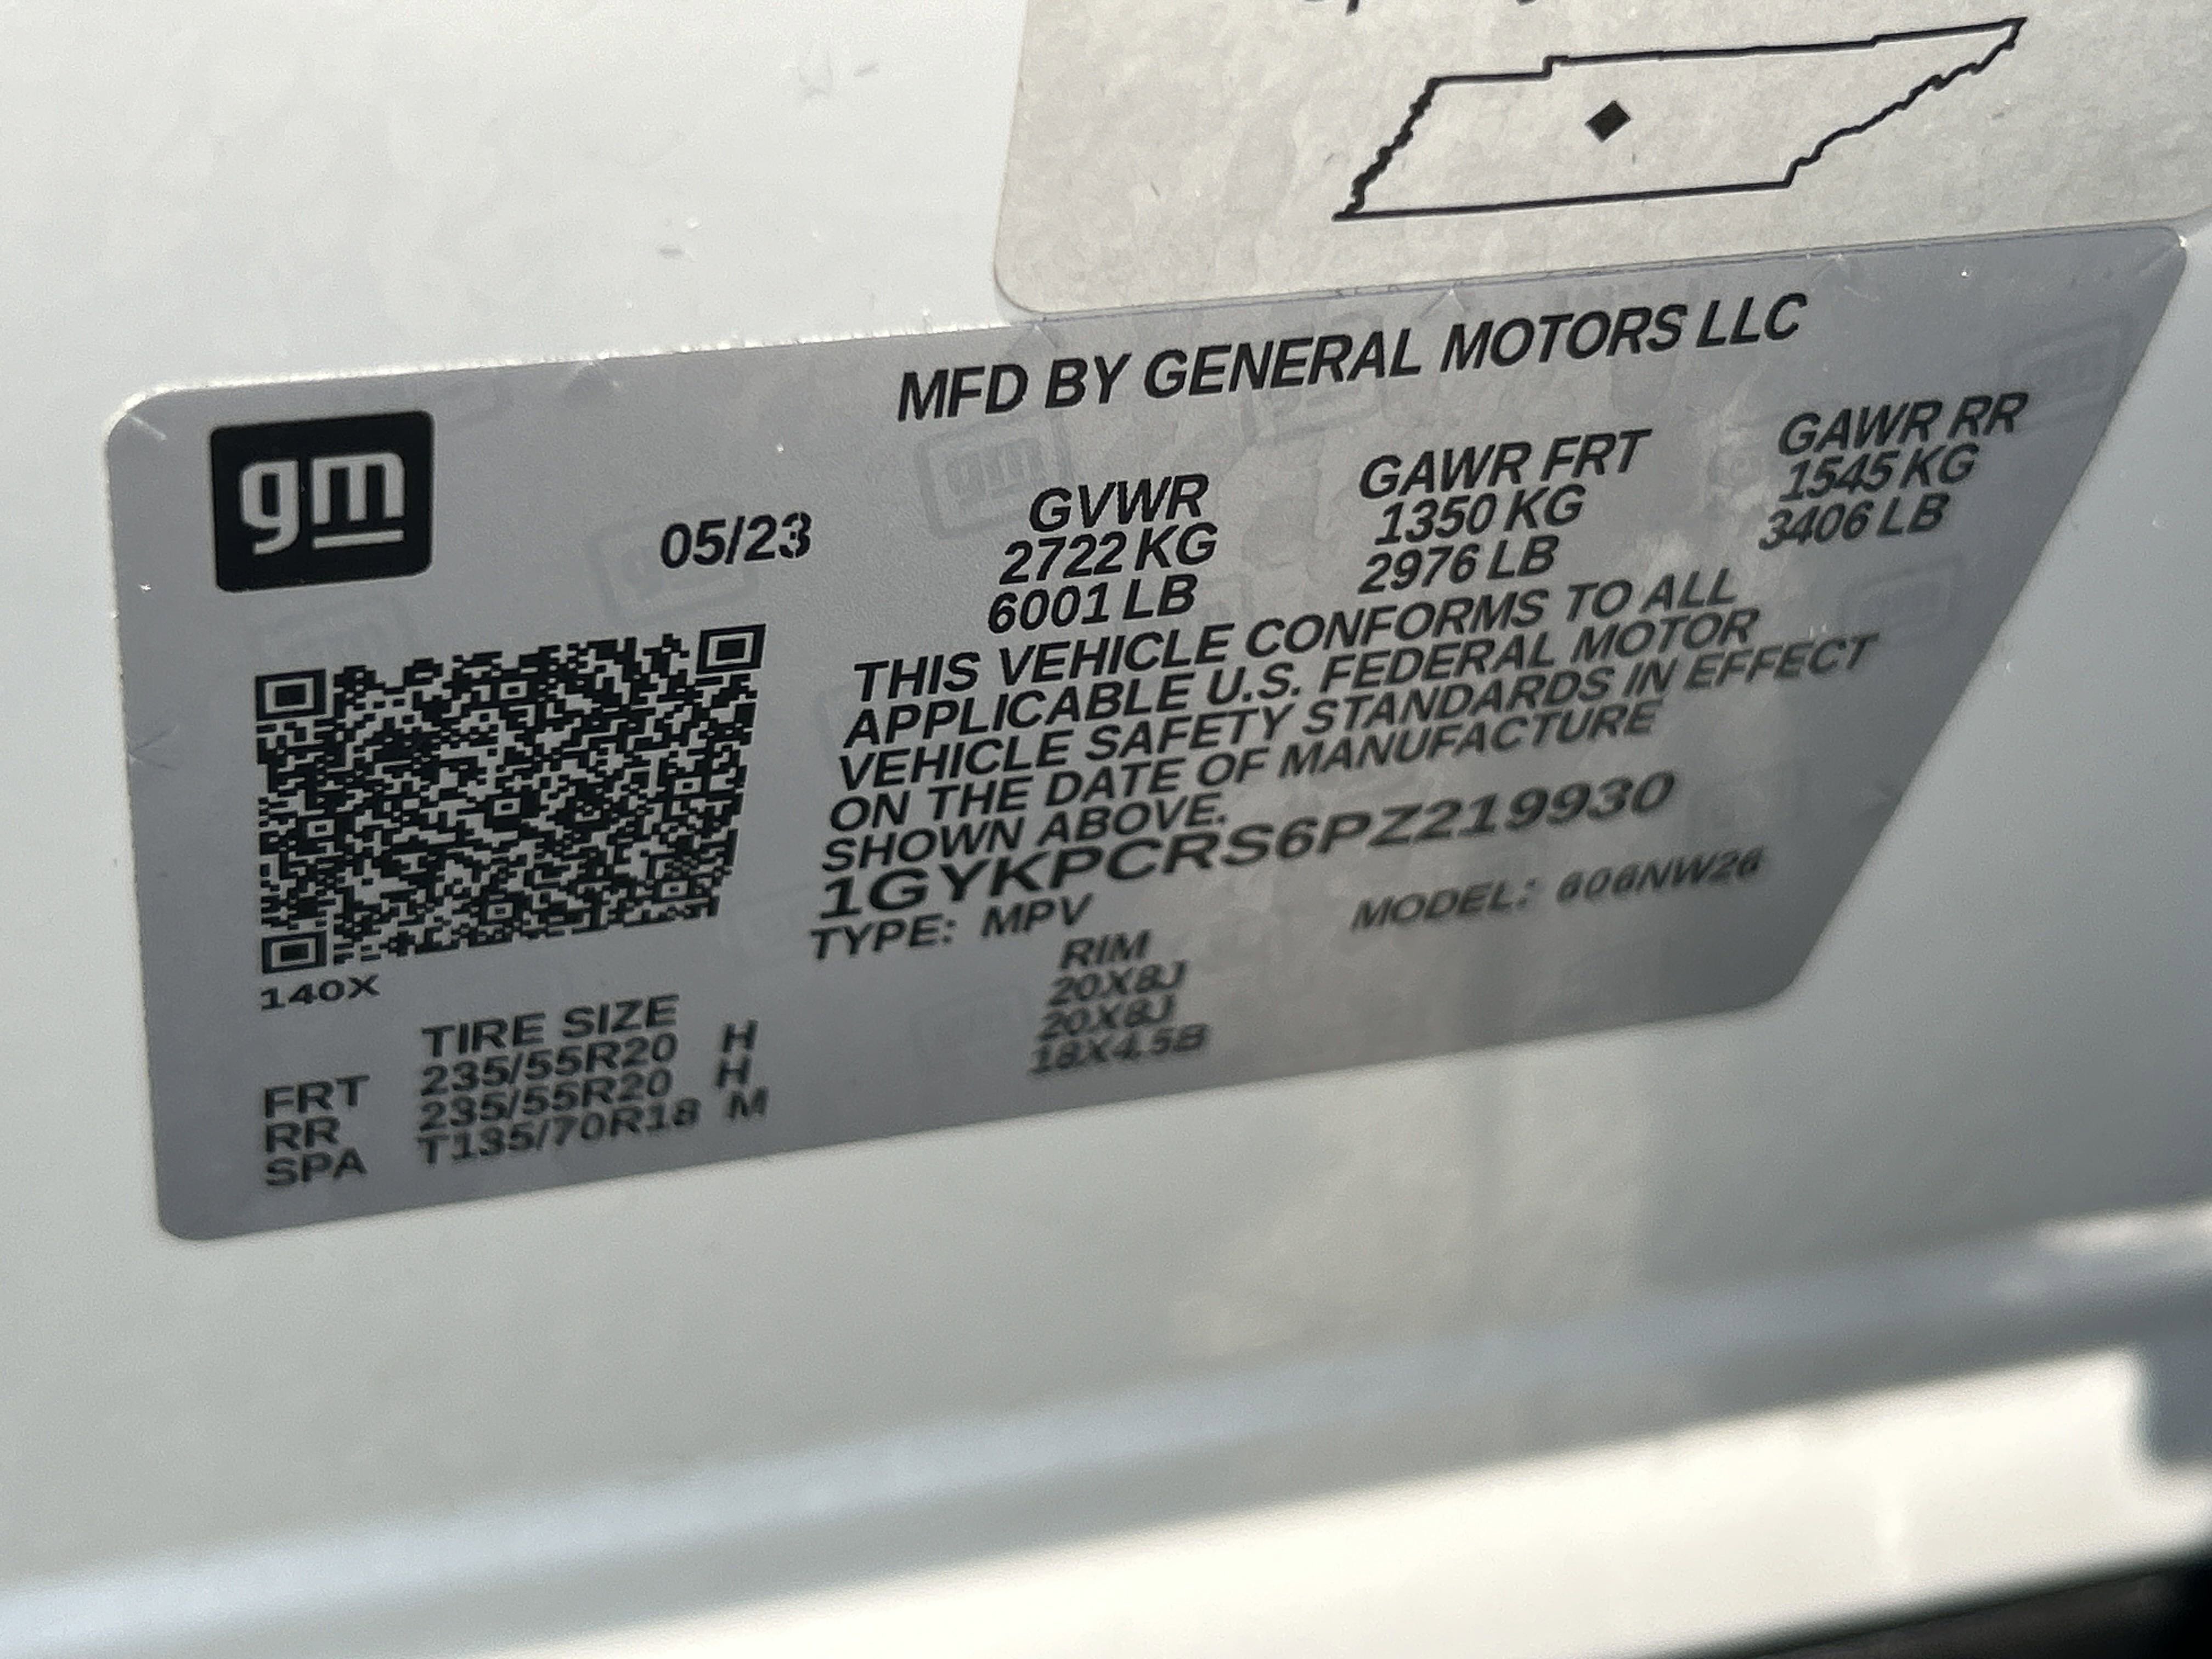 MFD BY GENERAL MOTORS LLC
gm
05/23
GVWR GAWR FRT GAWR RR
2722 KG 1350 KG 1545 KG
6001 LB 2976 LB 3406 LB
THIS VEHICLE CONFORMS TO ALL
APPLICABLE U.S. FEDERAL MOTOR
VEHICLE SAFETY STANDARDS IN EFFECT
ON THE DATE OF MANUFACTURE
SHOWN ABOVE.
1GYKPCRS6PZ219930
TYPE: MPV MODEL: 606NW26
140X
TIRE SIZE RIM
FRT 235/55R20 H 20X8J
RR 235/55R20 H 20X8J
SPA T135/70R18 M 18X4.5B